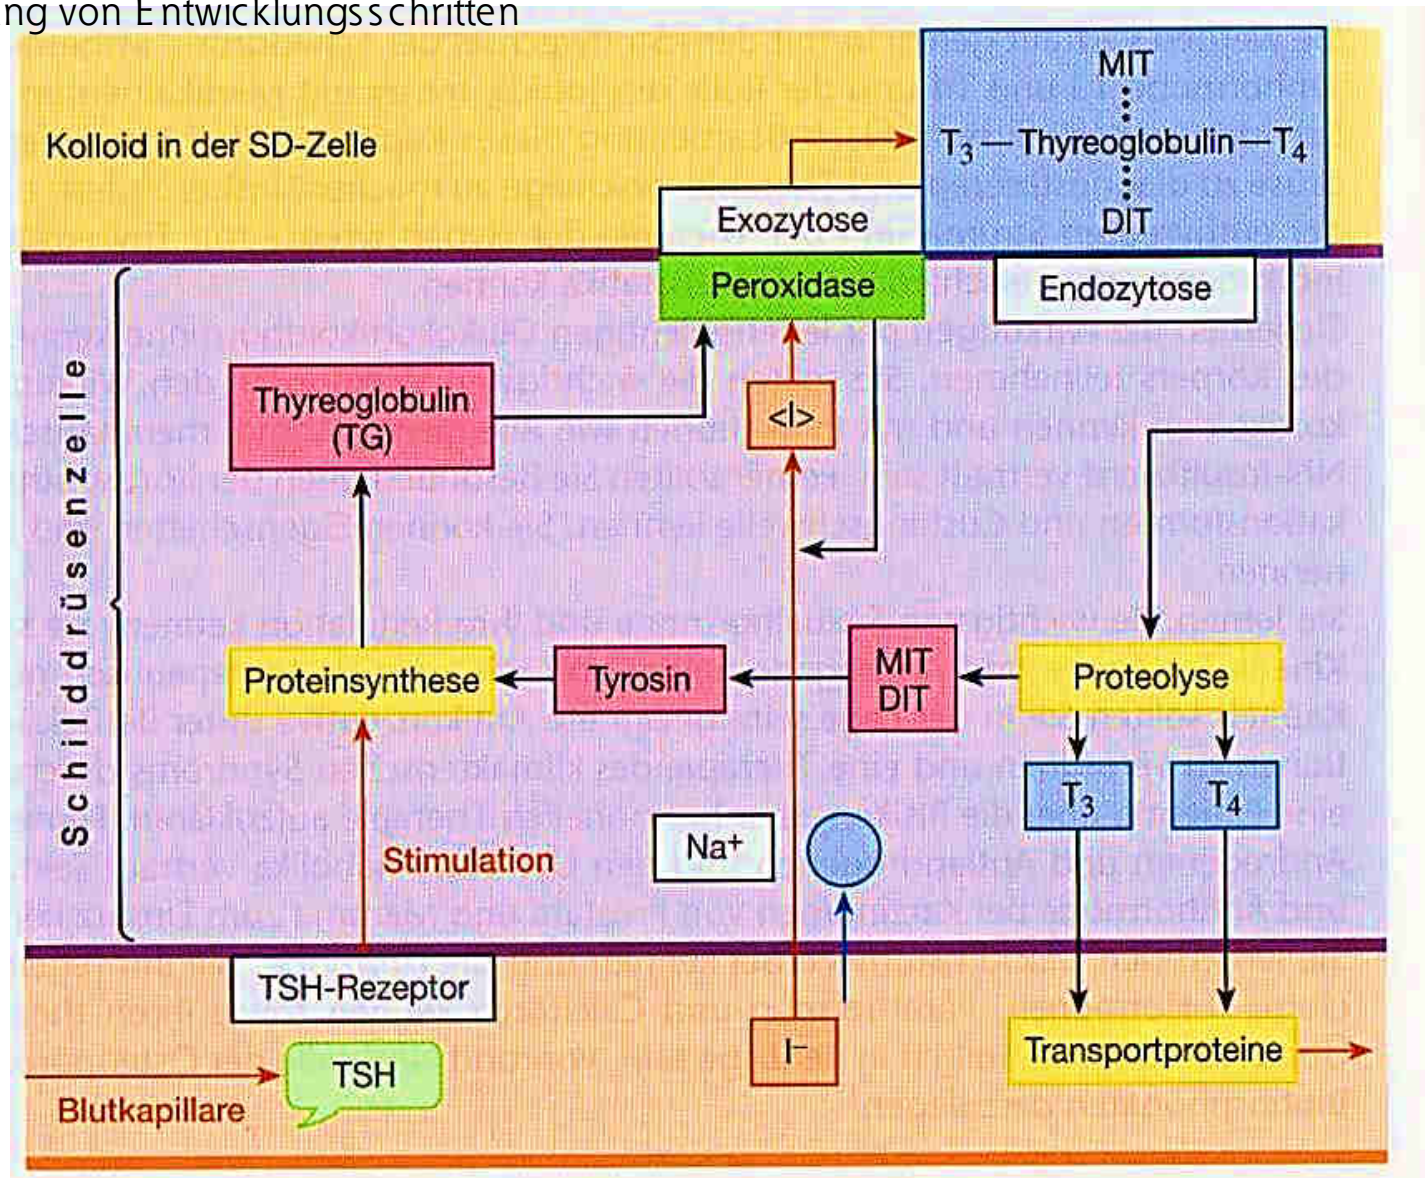 ng von Entwicklungsschritten
Kolloid in der SD-Zelle
MIT
T₃—Thyreoglobulin—T₄
DIT
Exozytose
Peroxidase
Endozytose
Thyreoglobulin
(TG)
<I>
Schilddrüsenzelle
Proteinsynthese
Tyrosin
MIT
DIT
Proteolyse
T₃
T₄
Na⁺
Stimulation
TSH-Rezeptor
I⁻
Transportproteine
TSH
Blutkapillare